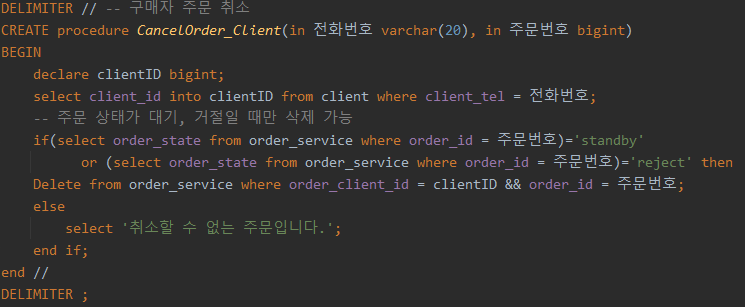 DELIMITER // -- 구매자 주문 취소
CREATE procedure CancelOrder_Client(in 전화번호 varchar(20), in 주문번호 bigint)
BEGIN
    declare clientID bigint;
    select client_id into clientID from client where client_tel = 전화번호;
    -- 주문 상태가 대기, 거절일 때만 삭제 가능
    if(select order_state from order_service where order_id = 주문번호)='standby'
          or (select order_state from order_service where order_id = 주문번호)='reject' then
    Delete from order_service where order_client_id = clientID && order_id = 주문번호;
    else
        select '취소할 수 없는 주문입니다.';
    end if;
end //
DELIMITER ;